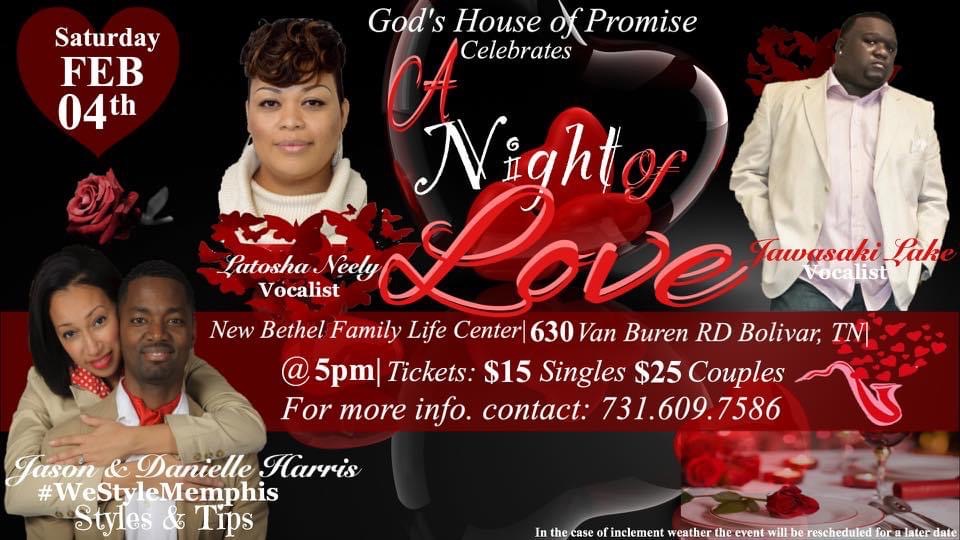 Saturday
FEB
04th
God's House of Promise
Celebrates
A
Night Of
Love
Latosha Neely
Vocalist
Jawasaki Lake
Vocalist
New Bethel Family Life Center| 630 Van Buren RD Bolivar, TN|
@ 5pm| Tickets: $15 Singles $25 Couples
For more info. contact: 731.609.7586
Jason & Danielle Harris
#WeStyleMemphis
Styles & Tips
In the case of inclement weather the event will be rescheduled for a later date